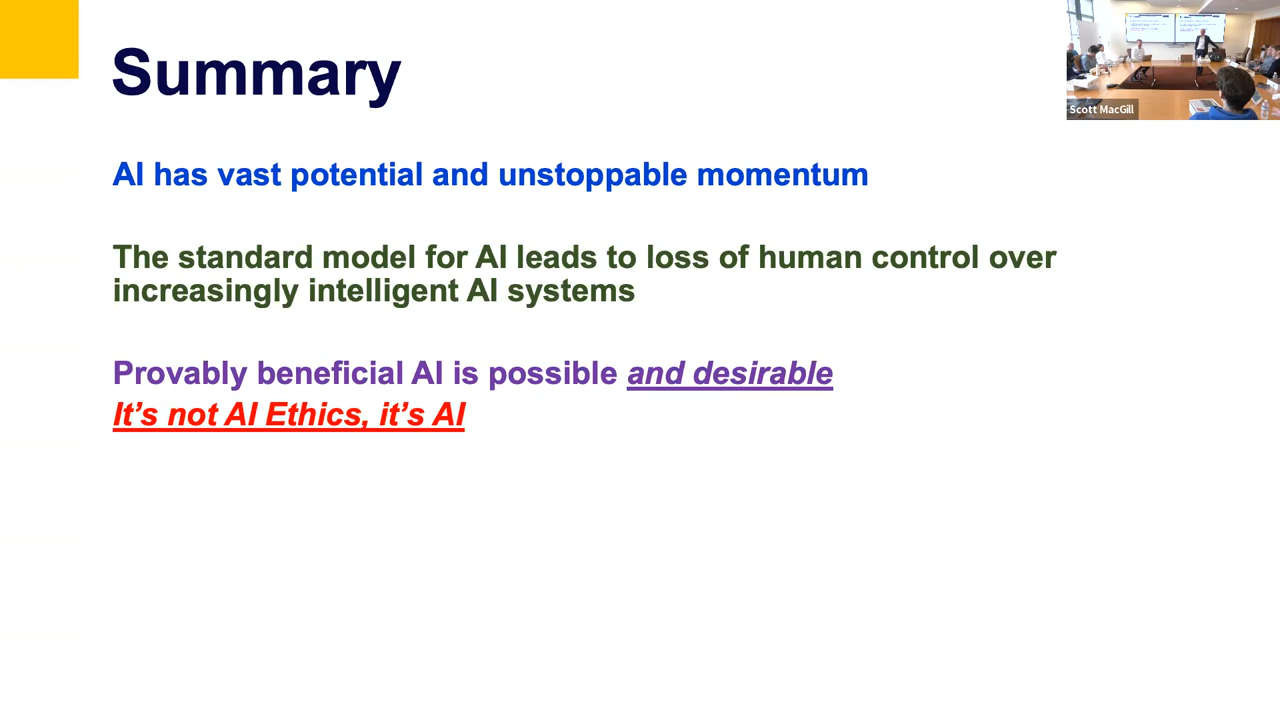 Summary
Scott MacGill
AI has vast potential and unstoppable momentum
The standard model for AI leads to loss of human control over
increasingly intelligent AI systems
Provably beneficial AI is possible and desirable
It's not AI Ethics, it's AI